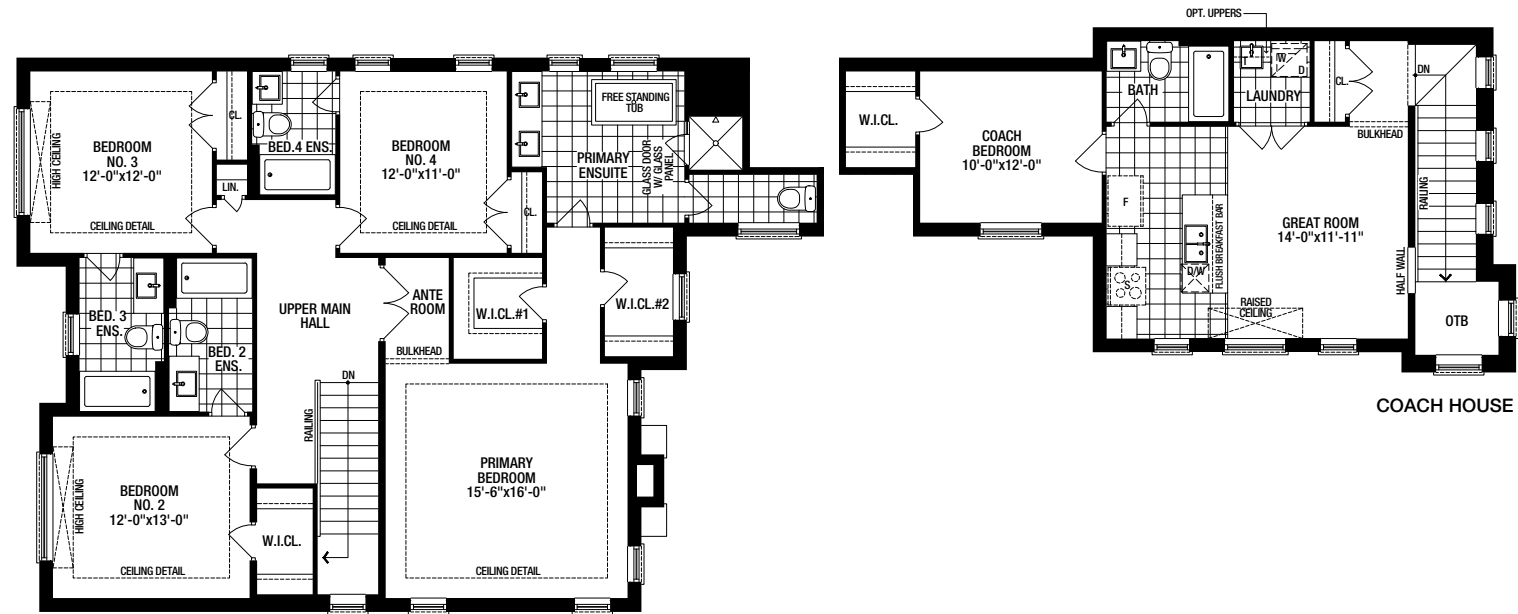 BEDROOM
NO. 3
12'-0"x12'-0"
HIGH CEILING
CEILING DETAIL
CL.
LIN.
BED.4 ENS.
BEDROOM
NO. 4
12'-0"x11'-0"
CEILING DETAIL
CL.
FREE STANDING
TUB
PRIMARY
ENSUITE
GLASS DOOR
W/ GLASS
PANEL
BED. 3
ENS.
BED. 2
ENS.
UPPER MAIN
HALL
ANTE
ROOM
BULKHEAD
W.I.CL.#1
W.I.CL.#2
DN
RAILING
BEDROOM
NO. 2
12'-0"x13'-0"
HIGH CEILING
CEILING DETAIL
W.I.CL.
PRIMARY
BEDROOM
15'-6"x16'-0"
CEILING DETAIL
OPT. UPPERS
W.I.CL.
COACH
BEDROOM
10'-0"x12'-0"
BATH
T
W
D
LAUNDRY
CL.
DN
BULKHEAD
RAILING
F
D/W
S
FLUSH BREAKFAST BAR
GREAT ROOM
14'-0"x11'-11"
RAISED
CEILING
HALF WALL
OTB
COACH HOUSE